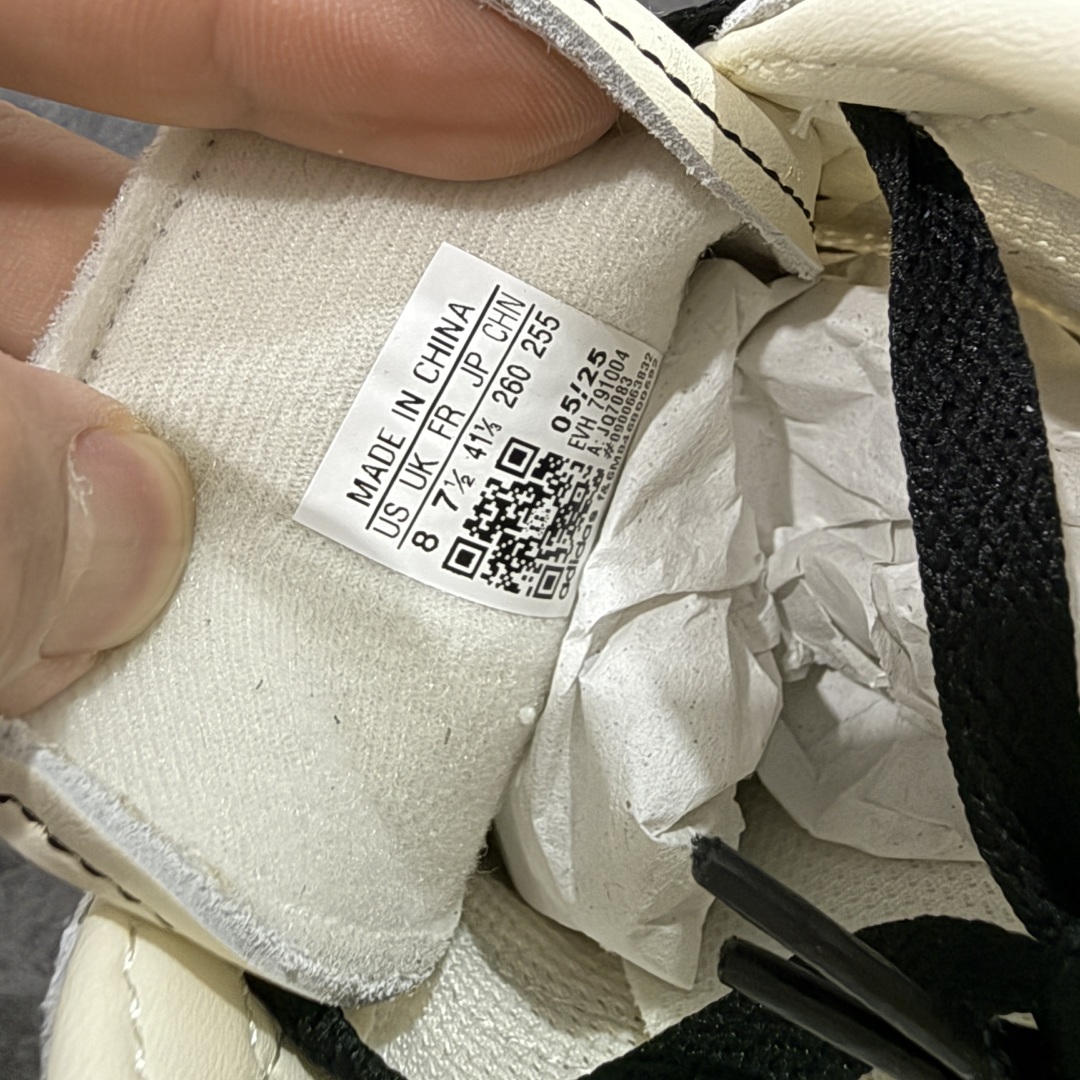 MADE IN CHINA
US UK FR JP CHN
8 7½ 41⅓ 260 255
05/25
EVH 791004
A: JQ7083
#0900663832
adidas